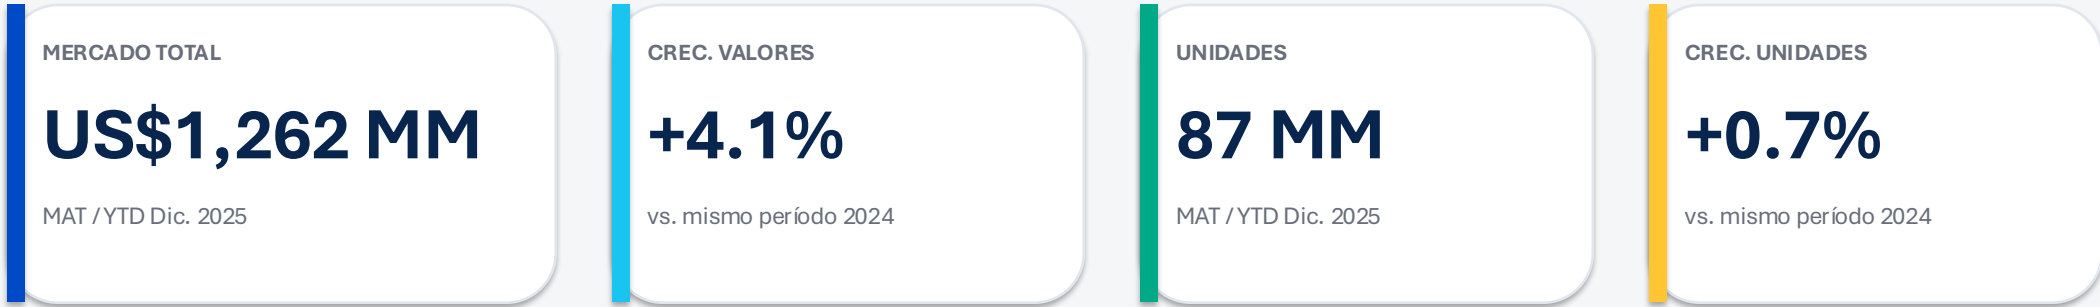 MERCADO TOTAL
US$1,262 MM
MAT / YTD Dic. 2025
CREC. VALORES
+4.1%
vs. mismo período 2024
UNIDADES
87 MM
MAT / YTD Dic. 2025
CREC. UNIDADES
+0.7%
vs. mismo período 2024